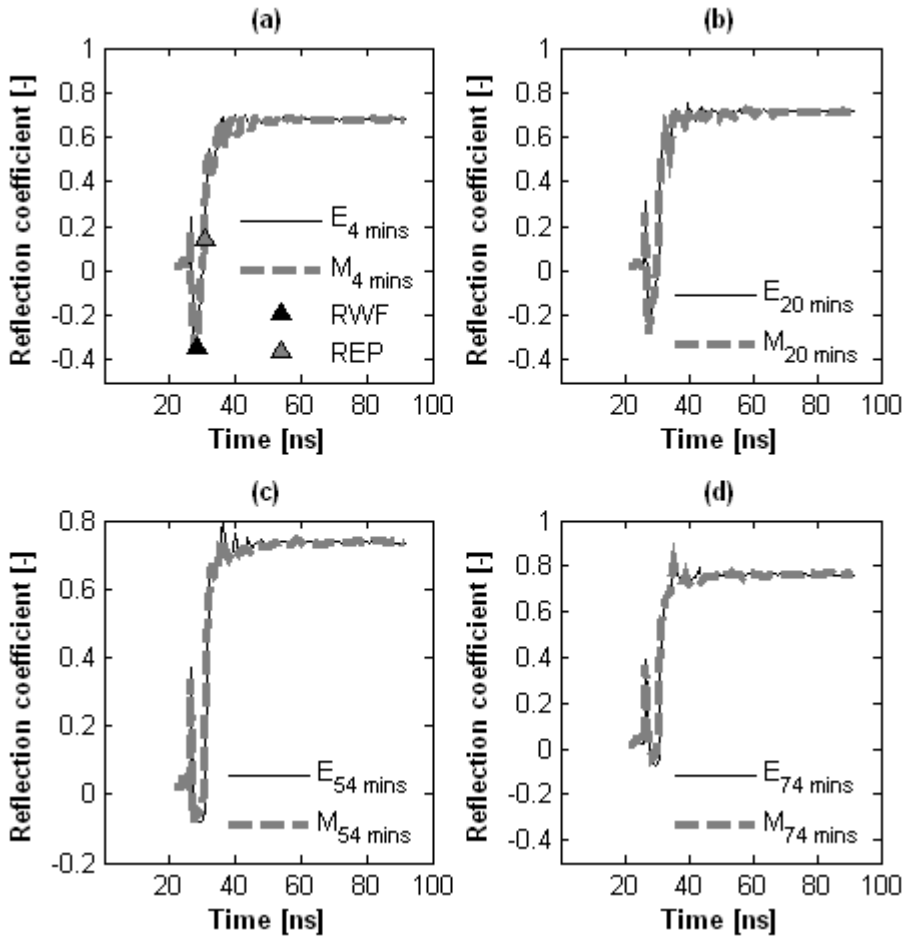 (a)
Reflection coefficient [-]
1
0.8
0.6
0.4
0.2
0
-0.2
-0.4
E4 mins
M4 mins
RWF
REP
20 40 60 80 100
Time [ns]
(b)
Reflection coefficient [-]
1
0.8
0.6
0.4
0.2
0
-0.2
-0.4
E20 mins
M20 mins
20 40 60 80 100
Time [ns]
(c)
Reflection coefficient [-]
0.8
0.6
0.4
0.2
0
-0.2
E54 mins
M54 mins
20 40 60 80 100
Time [ns]
(d)
Reflection coefficient [-]
1
0.8
0.6
0.4
0.2
0
-0.2
-0.4
E74 mins
M74 mins
20 40 60 80 100
Time [ns]